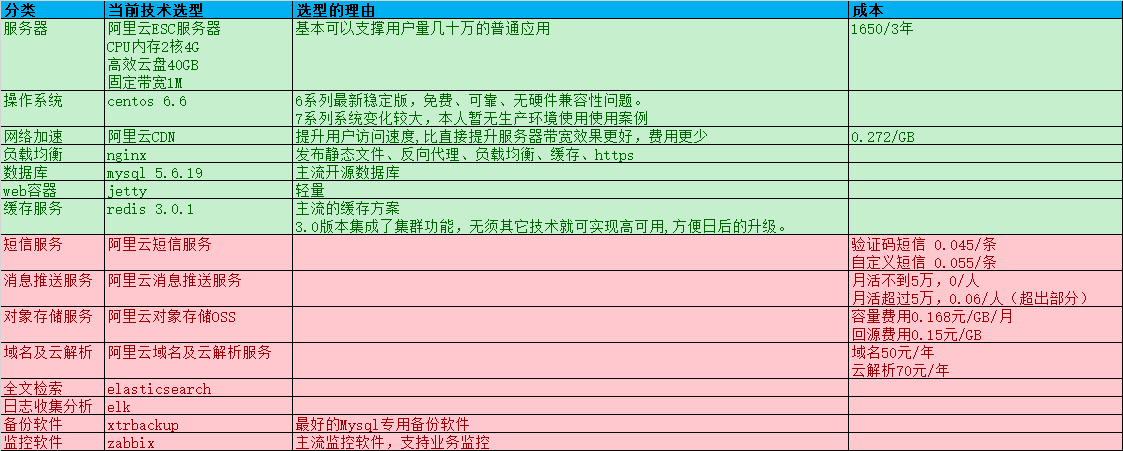 分类 当前技术选型 选型的理由 成本
服务器 阿里云ESC服务器 基本可以支撑用户量几十万的普通应用 1650/3年
CPU内存2核4G
高效云盘40GB
固定带宽1M
操作系统 centos 6.6 6系列最新稳定版，免费、可靠、无硬件兼容性问题。
7系列系统变化较大，本人暂无生产环境使用使用案例
网络加速 阿里云CDN 提升用户访问速度,比直接提升服务器带宽效果更好，费用更少 0.272/GB
负载均衡 nginx 发布静态文件、反向代理、负载均衡、缓存、https
数据库 mysql 5.6.19 主流开源数据库
web容器 jetty 轻量
缓存服务 redis 3.0.1 主流的缓存方案
3.0版本集成了集群功能，无须其它技术就可实现高可用,方便日后的升级。
短信服务 阿里云短信服务 验证码短信 0.045/条
自定义短信 0.055/条
消息推送服务 阿里云消息推送服务 月活不到5万，0/人
月活超过5万，0.06/人（超出部分）
对象存储服务 阿里云对象存储OSS 容量费用0.168元/GB/月
回源费用0.15元/GB
域名及云解析 阿里云域名及云解析服务 域名50元/年
云解析70元/年
全文检索 elasticsearch
日志收集分析 elk
备份软件 xtrbackup 最好的Mysql专用备份软件
监控软件 zabbix 主流监控软件，支持业务监控